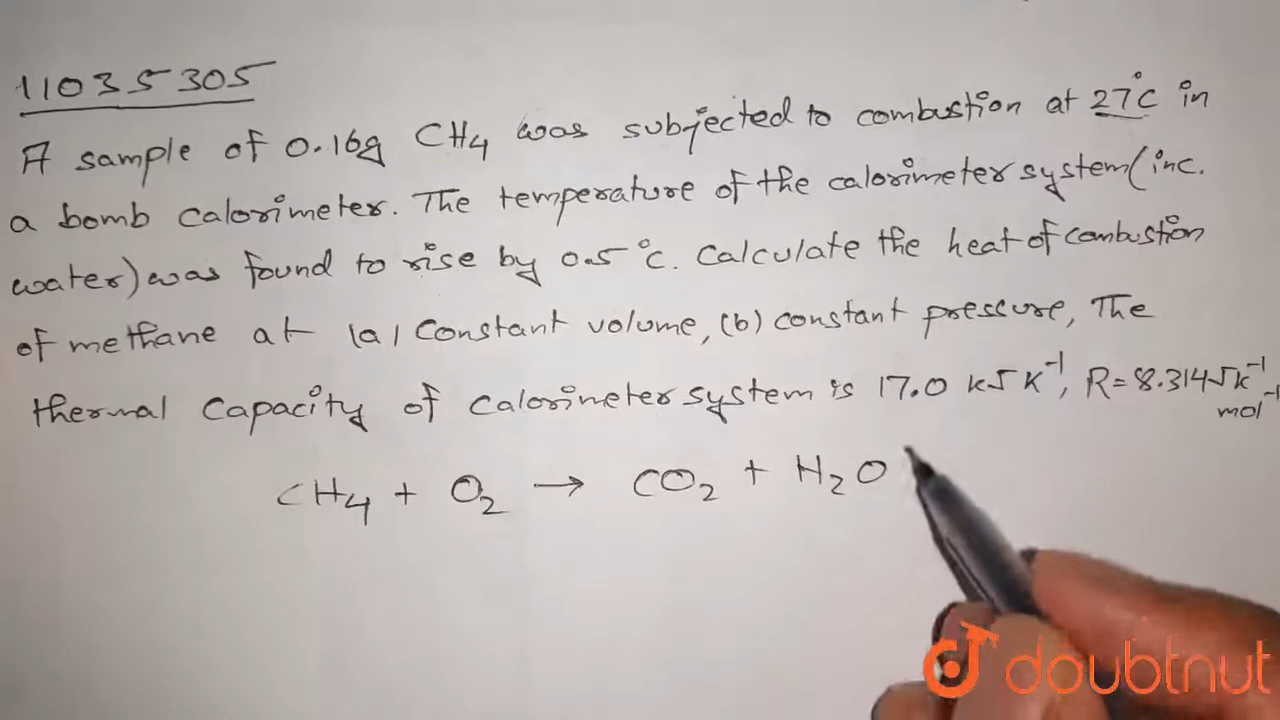 11035305
A sample of 0.16g CH4 was subjected to combustion at 27°C in
a bomb calorimeter. The temperature of the calorimeter system (inc.
water) was found to rise by 0.5 °C. Calculate the heat of combustion
of methane at (a) constant volume, (b) constant pressure, The
thermal capacity of calorimeter system is 17.0 kJ K⁻¹, R = 8.314 J K⁻¹
mol⁻¹
CH4 + O2 → CO2 + H2O
doubtnut